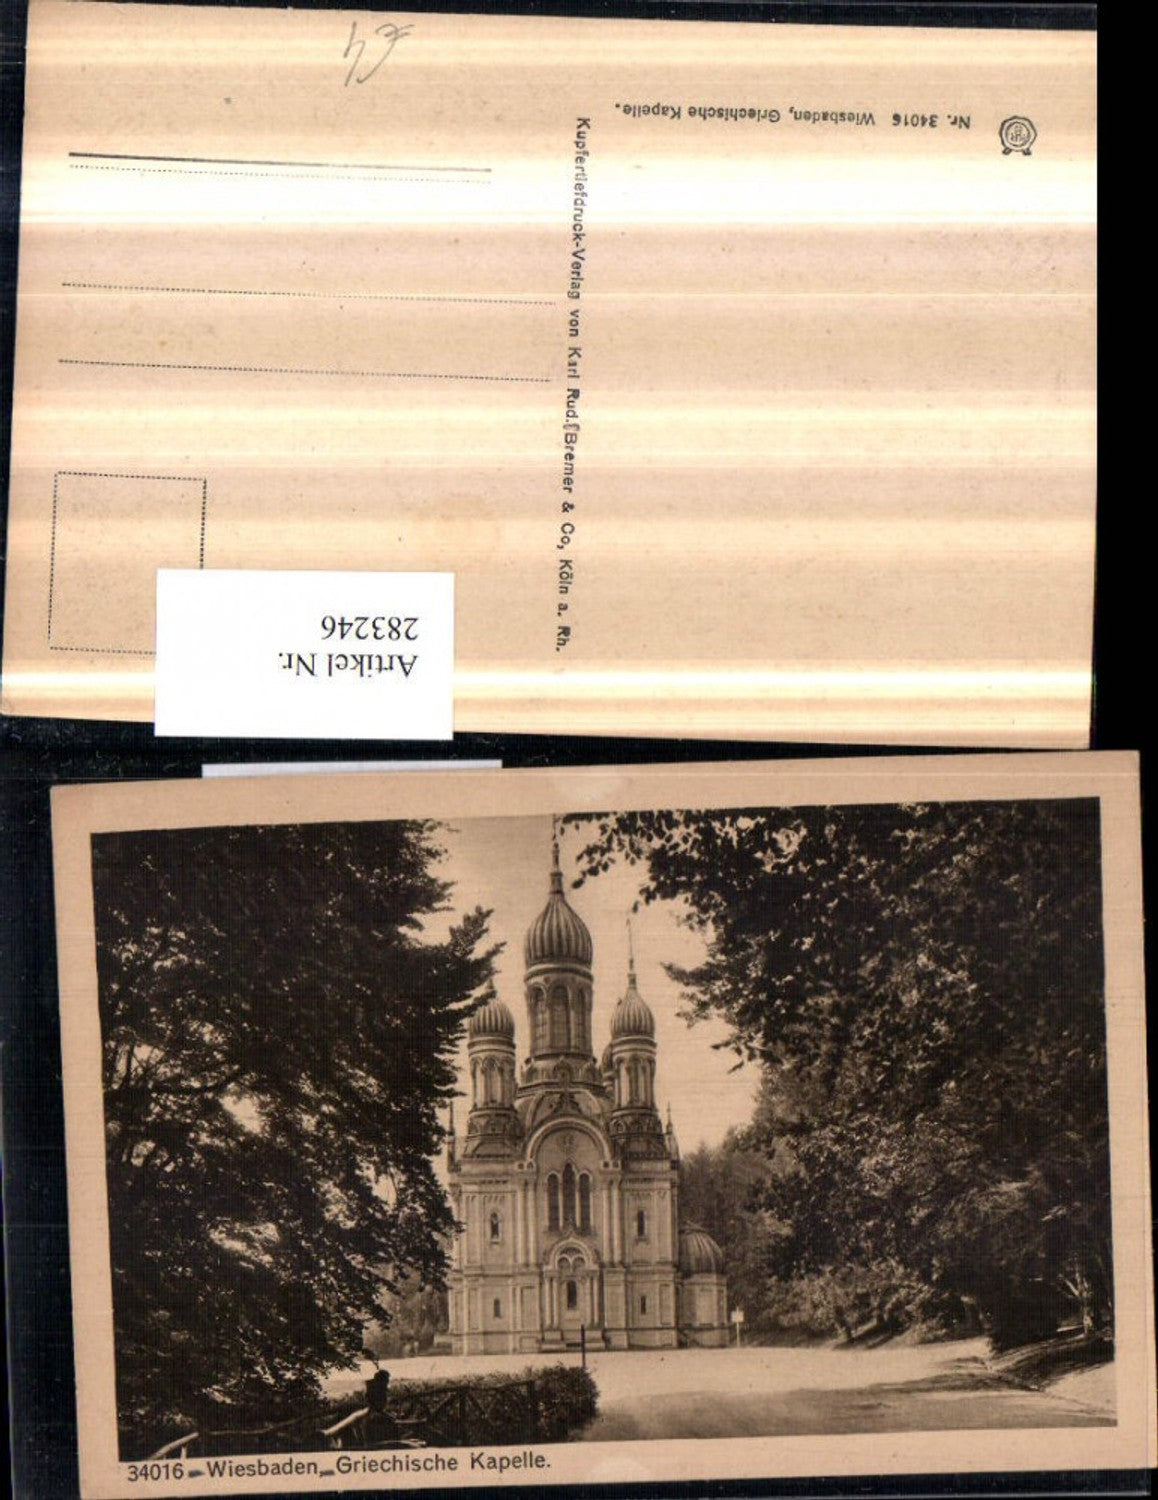 €4
Nr. 34016 Wiesbaden, Griechische Kapelle.
Kupfertiefdruck-Verlag von Karl Rud. Bremer & Co, Köln a. Rh.
Artikel Nr.
283246
34016 - Wiesbaden, Griechische Kapelle.